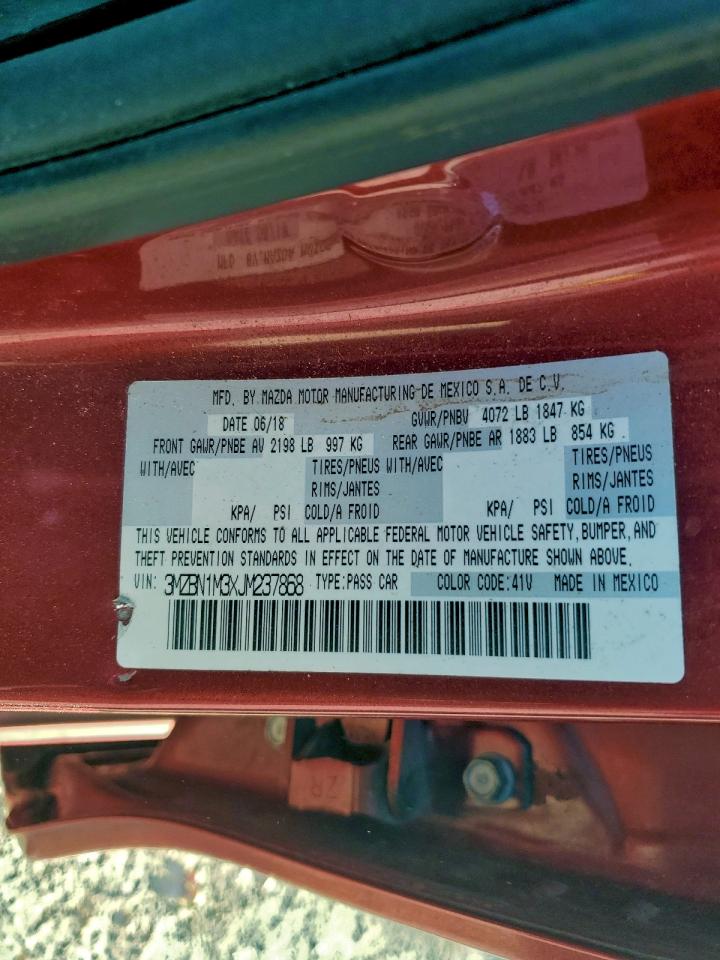 MFD. BY MAZDA MOTOR MANUFACTURING DE MEXICO S.A. DE C.V.
DATE 06/18 GVWR/PNBV 4072 LB 1847 KG
FRONT GAWR/PNBE AV 2198 LB 997 KG REAR GAWR/PNBE AR 1883 LB 854 KG
WITH/AVEC TIRES/PNEUS WITH/AVEC TIRES/PNEUS
RIMS/JANTES RIMS/JANTES
KPA/ PSI COLD/A FROID KPA/ PSI COLD/A FROID
THIS VEHICLE CONFORMS TO ALL APPLICABLE FEDERAL MOTOR VEHICLE SAFETY, BUMPER, AND
THEFT PREVENTION STANDARDS IN EFFECT ON THE DATE OF MANUFACTURE SHOWN ABOVE.
VIN: 3MZBN1M3XJM237868 TYPE:PASS CAR COLOR CODE:41V MADE IN MEXICO